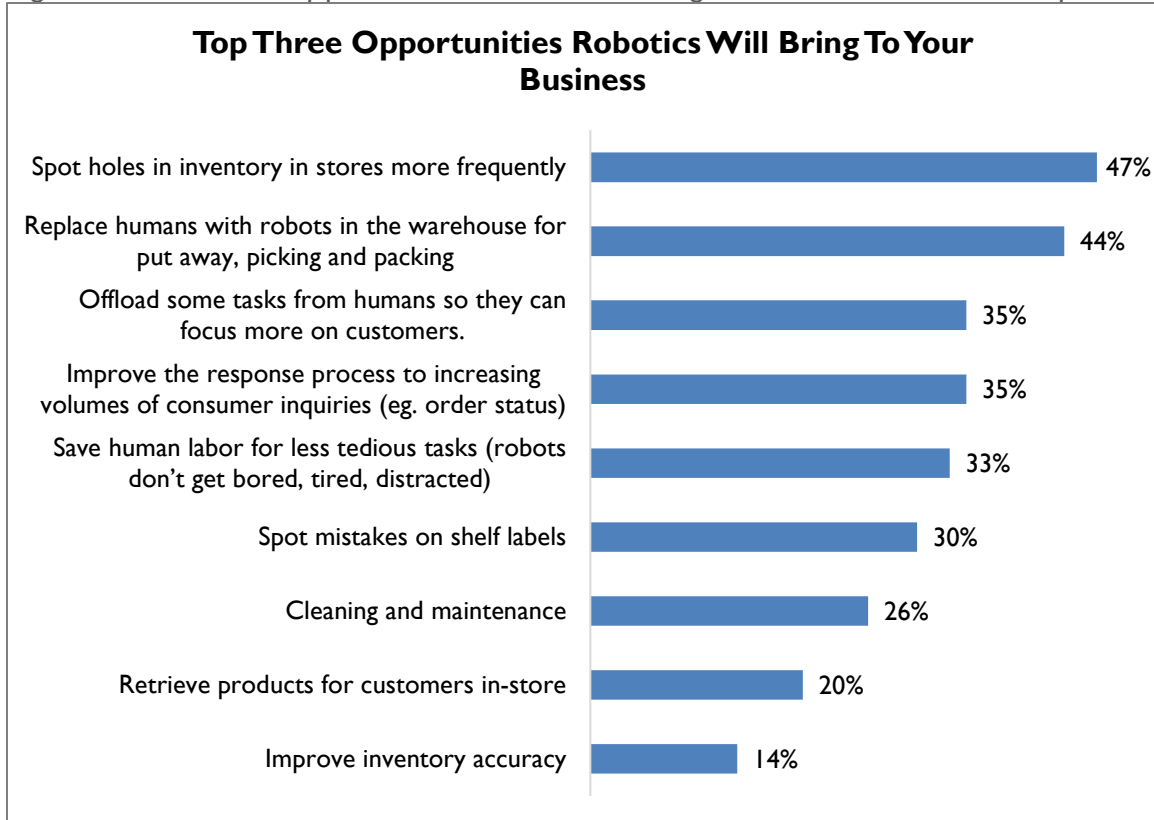 Top Three Opportunities Robotics Will Bring To Your
Business
Spot holes in inventory in stores more frequently
47%
Replace humans with robots in the warehouse for
put away, picking and packing
44%
Offload some tasks from humans so they can
focus more on customers.
35%
Improve the response process to increasing
volumes of consumer inquiries (eg. order status)
35%
Save human labor for less tedious tasks (robots
don't get bored, tired, distracted)
33%
Spot mistakes on shelf labels
30%
Cleaning and maintenance
26%
Retrieve products for customers in-store
20%
Improve inventory accuracy
14%